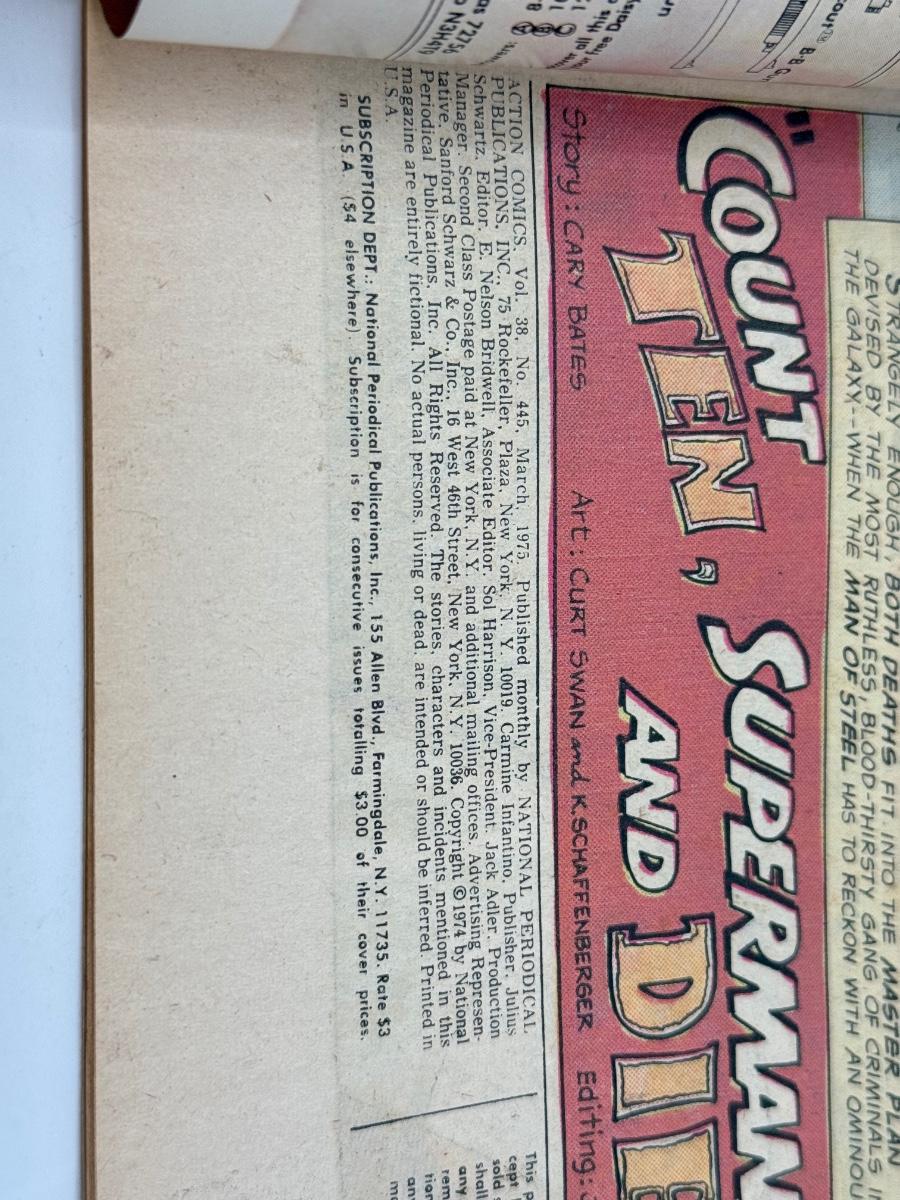 STRANGELY ENOUGH, BOTH DEATHS FIT INTO THE MASTER PLAN
DEVISED BY THE MOST RUTHLESS, BLOOD-THIRSTY GANG OF CRIMINALS
THE GALAXY--WHEN THE MAN OF STEEL HAS TO RECKON WITH AN
"COUNT
TEN, SUPERMAN
AND DIE
Story: CARY BATES Art: CURT SWAN and K. SCHAFFENBERGER Editing:
ACTION COMICS, Vol. 38, No. 445, March, 1975. Published monthly by NATIONAL PERIODICAL
PUBLICATIONS, INC., 75 Rockefeller, Plaza, New York, N. Y. 10019. Carmine Infantino, Publisher. Julius
Schwartz, Editor. E. Nelson Bridwell, Associate Editor. Sol Harrison, Vice-President. Jack Adler, Production
Manager. Second Class Postage paid at New York, N.Y. and additional mailing offices. Advertising Represen-
tative, Sanford Schwarz & Co., Inc., 16 West 46th Street, New York, N.Y. 10036. Copyright © 1974 by National
Periodical Publications, Inc. All Rights Reserved. The stories, characters and incidents mentioned in this
magazine are entirely fictional. No actual persons, living or dead, are intended or should be inferred. Printed in
U.S.A.
SUBSCRIPTION DEPT.: National Periodical Publications, Inc., 155 Allen Blvd., Farmingdale, N.Y. 11735. Rate $3
in U S A ($4 elsewhere). Subscription is for consecutive issues totalling $3.00 of their cover prices.
This
cept
sold
shall
any
rem
tion